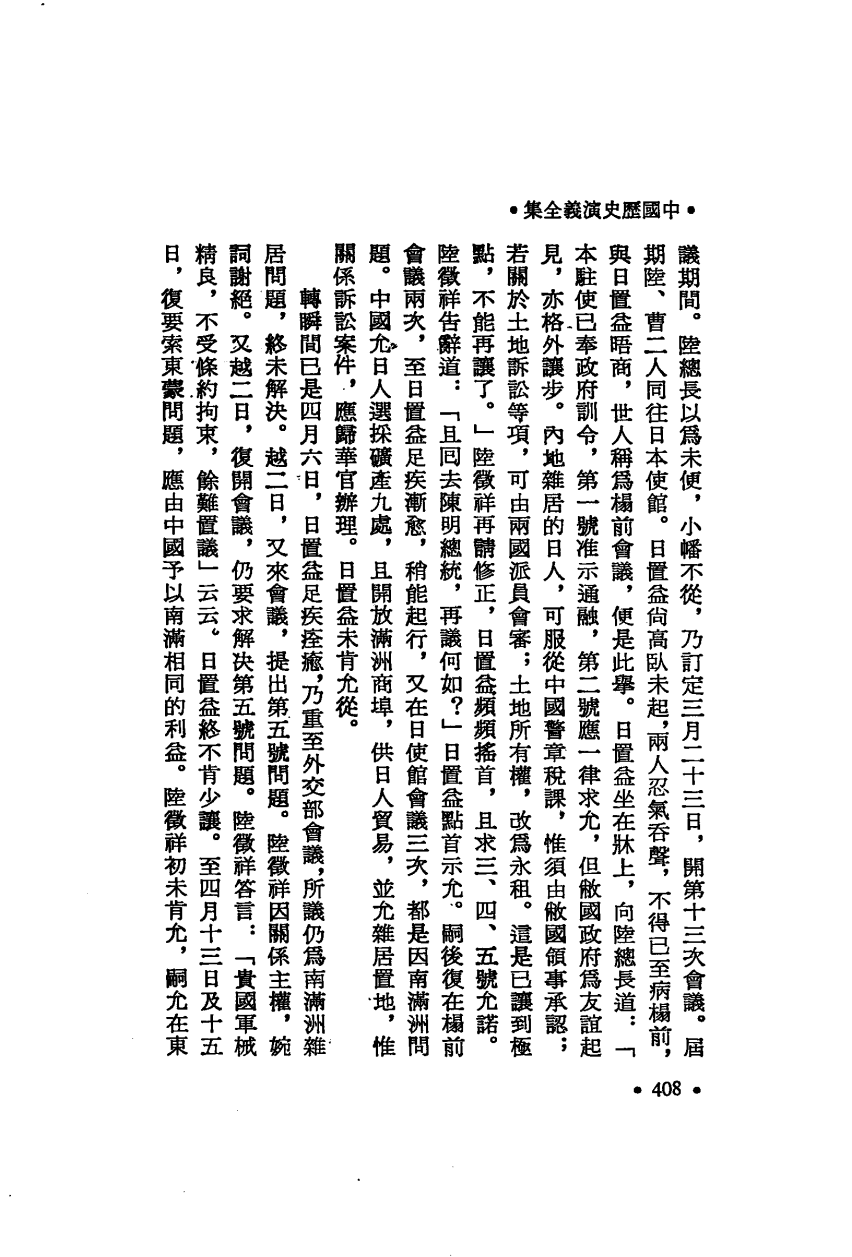 •集全義演史歷國中•
議期間。陸總長以爲未便，小幡不從，乃訂定三月二十三日，開第十三次會議。屆
期陸、曹二人同往日本使館。日置益尙高臥未起，兩人忍氣吞聲，不得已至病榻前，
與日置益晤商，世人稱爲榻前會議，便是此舉。日置益坐在牀上，向陸總長道：「
本駐使已奉政府訓令，第一號准示通融，第二號應一律求允，但敝國政府爲友誼起
見，亦格外讓步。內地雜居的日人，可服從中國警章稅課，惟須由敝國領事承認；
若關於土地訴訟等項，可由兩國派員會審；土地所有權，改爲永租。這是已讓到極
點，不能再讓了。」陸徵祥再請修正，日置益頻頻搖首，且求三、四、五號允諾。
陸徵祥告辭道：「且囘去陳明總統，再議何如？」日置益點首示允。嗣後復在榻前
會議兩次，至日置益足疾漸愈，稍能起行，又在日使館會議三次，都是因南滿洲問
題。中國允日人選採礦產九處，且開放滿洲商埠，供日人貿易，並允雜居置地，惟
關係訴訟案件，應歸華官辦理。日置益未肯允從。
轉瞬間已是四月六日，日置益足疾痊癒，乃重至外交部會議，所議仍爲南滿洲雜
居問題，終未解決。越二日，又來會議，提出第五號問題。陸徵祥因關係主權，婉
詞謝絕。又越二日，復開會議，仍要求解決第五號問題。陸徵祥答言：「貴國軍械
精良，不受條約拘束，餘難置議」云云。日置益終不肯少讓。至四月十三日及十五
日，復要索東蒙問題，應由中國予以南滿相同的利益。陸徵祥初未肯允，嗣允在東
• 408 •